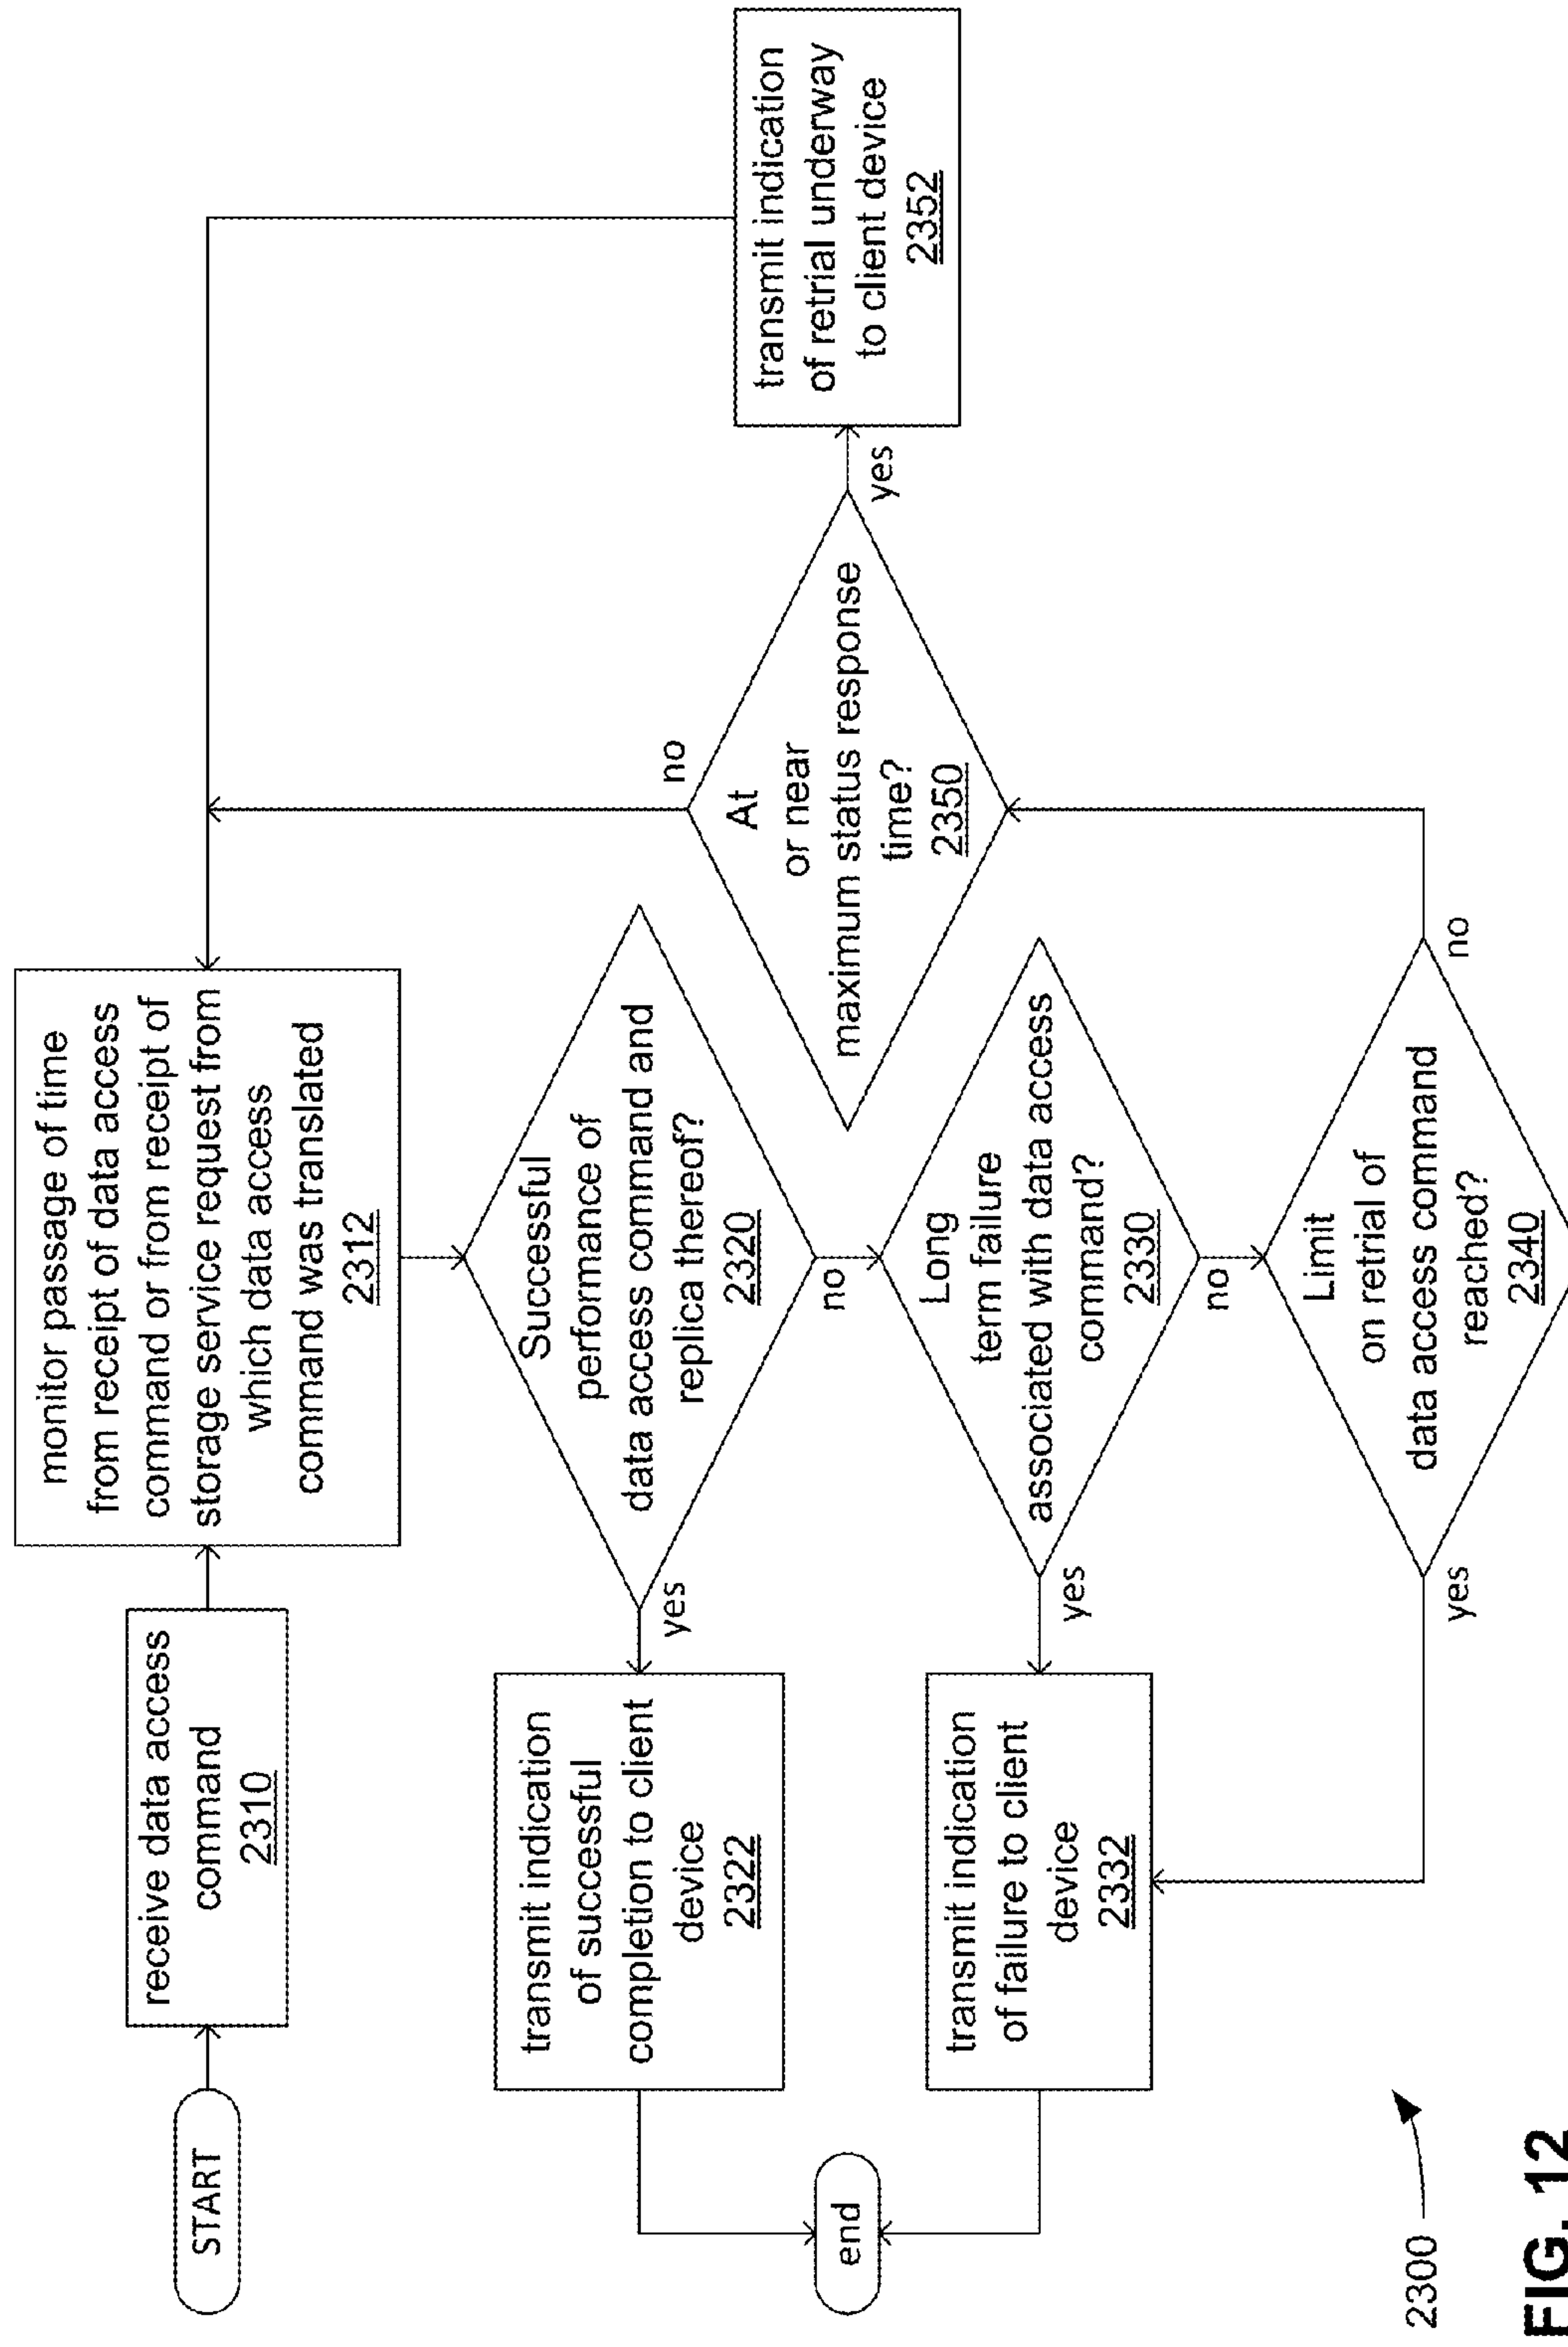 START
receive data access
command
2310
monitor passage of time
from receipt of data access
command or from receipt of
storage service request from
which data access
command was translated
2312
Successful
performance of
data access command and
replica thereof?
2320
yes
no
transmit indication
of successful
completion to client
device
2322
Long
term failure
associated with data access
command?
2330
yes
no
transmit indication
of failure to client
device
2332
end
Limit
on retrial of
data access command
reached?
2340
yes
no
At
or near
maximum status response
time?
2350
no
yes
transmit indication
of retrial underway
to client device
2352
2300
FIG. 12